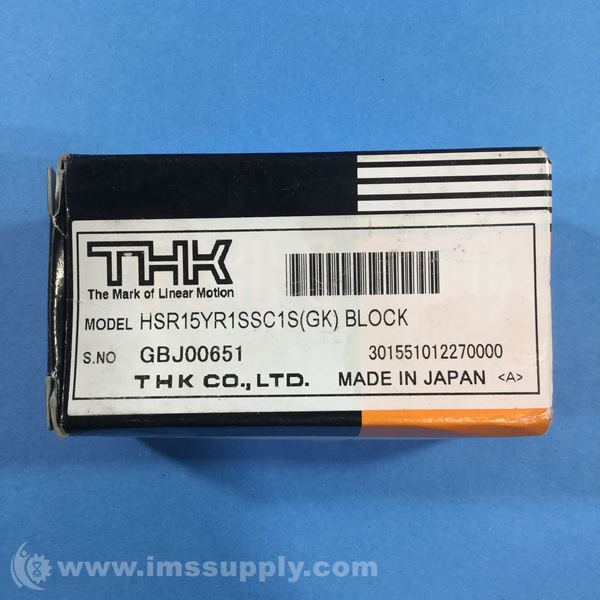 THK
The Mark of Linear Motion
MODEL HSR15YR1SSC1S(GK) BLOCK
S.NO GBJ00651 301551012270000
THK CO., LTD. MADE IN JAPAN <A>
www.imssupply.com